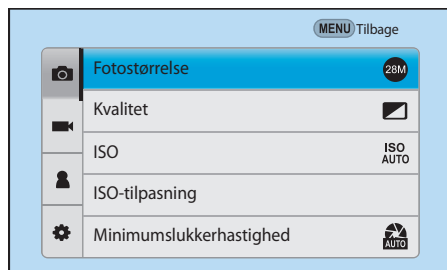 MENU Tilbage
Fotostørrelse 28M
Kvalitet
ISO ISO AUTO
ISO-tilpasning
Minimumslukkerhastighed AUTO